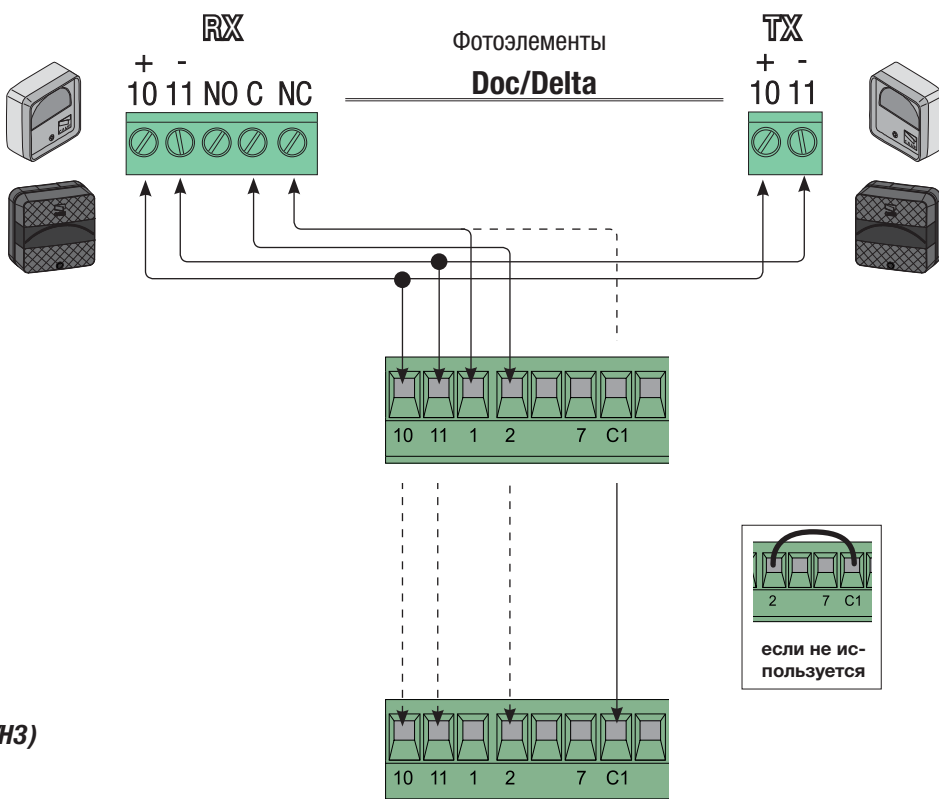 RX
Фотоэлементы
TX
+ -
Doc/Delta
+ -
10 11 NO C NC
10 11
10 11 1 2 7 C1
2 7 C1
если не ис-
пользуется
НЗ)
10 11 1 2 7 C1